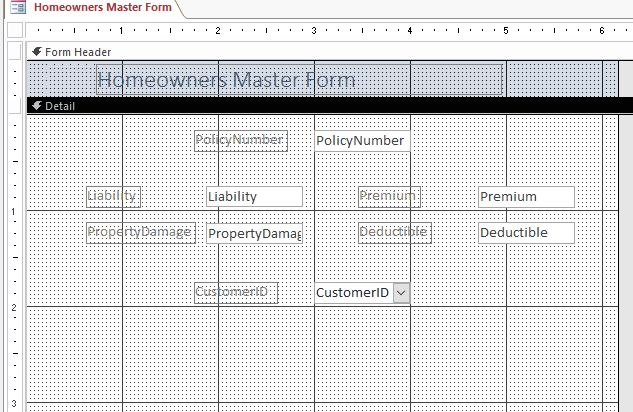 Homeowners Master Form
1 2 3 4 5 6
Form Header
Homeowners Master Form
Detail
PolicyNumber PolicyNumber
Liability Liability Premium Premium
1
PropertyDamage PropertyDamag Deductible Deductible
CustomerID CustomerID
2
3